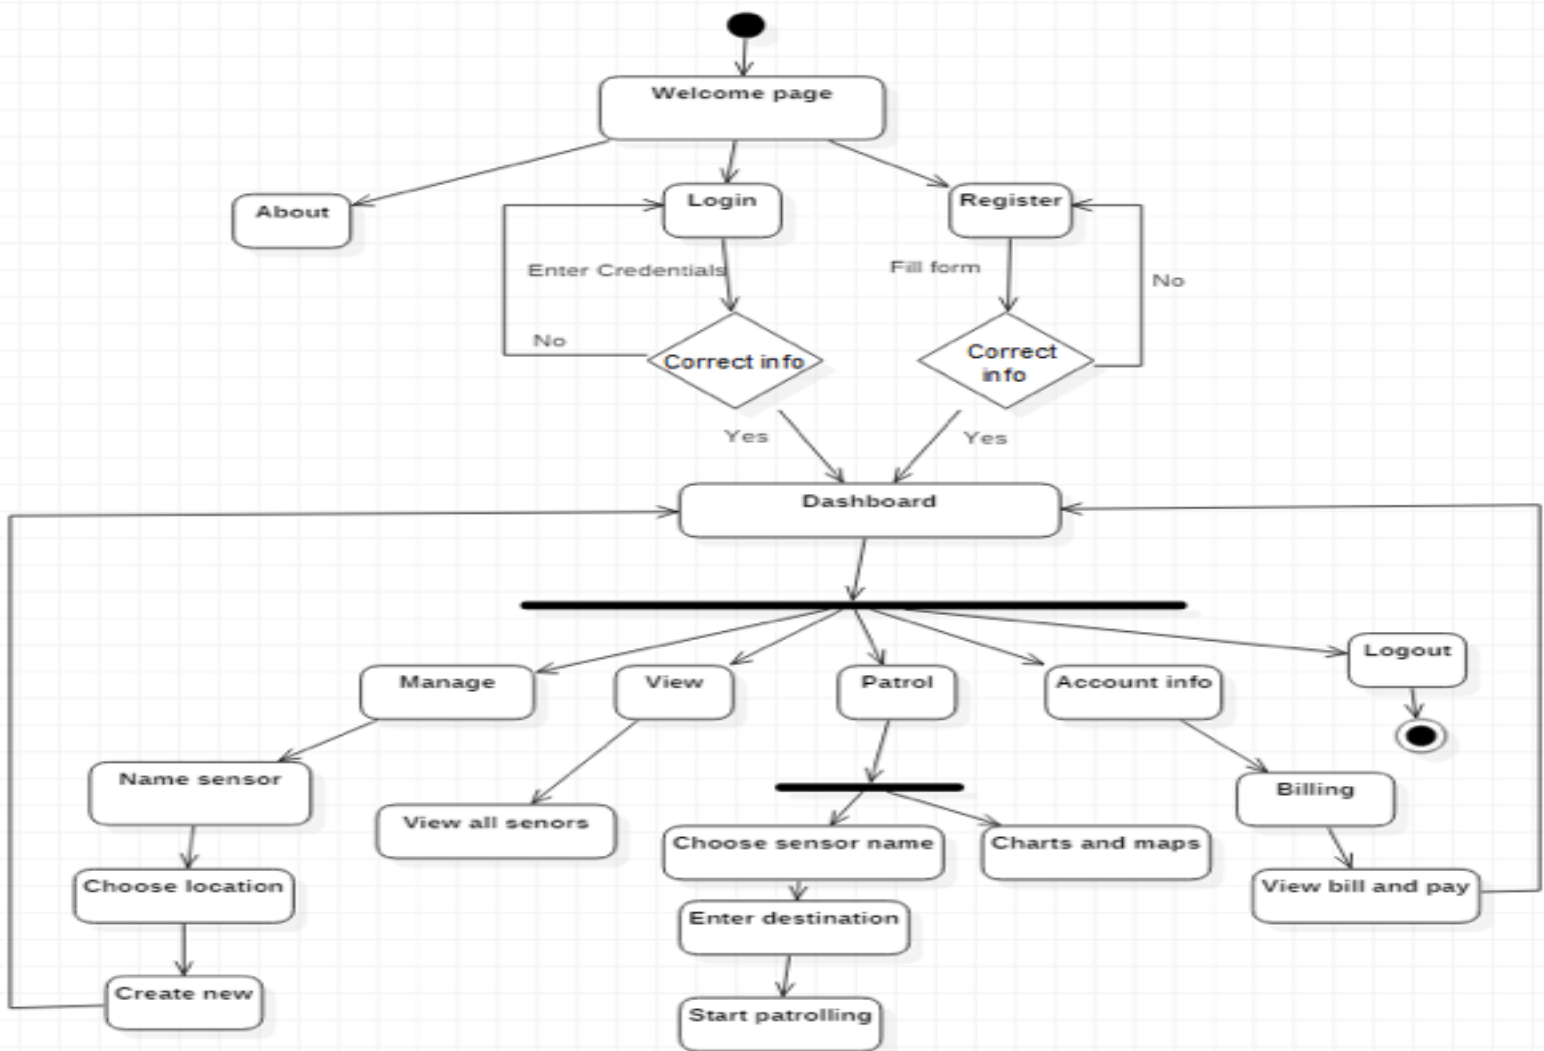 Welcome page
About
Login
Register
Enter Credentials
Fill form
No
No
Correct info
Correct
info
Yes
Yes
Dashboard
Logout
Manage
View
Patrol
Account info
Name sensor
Billing
View all senors
Choose sensor name
Charts and maps
Choose location
View bill and pay
Enter destination
Create new
Start patrolling